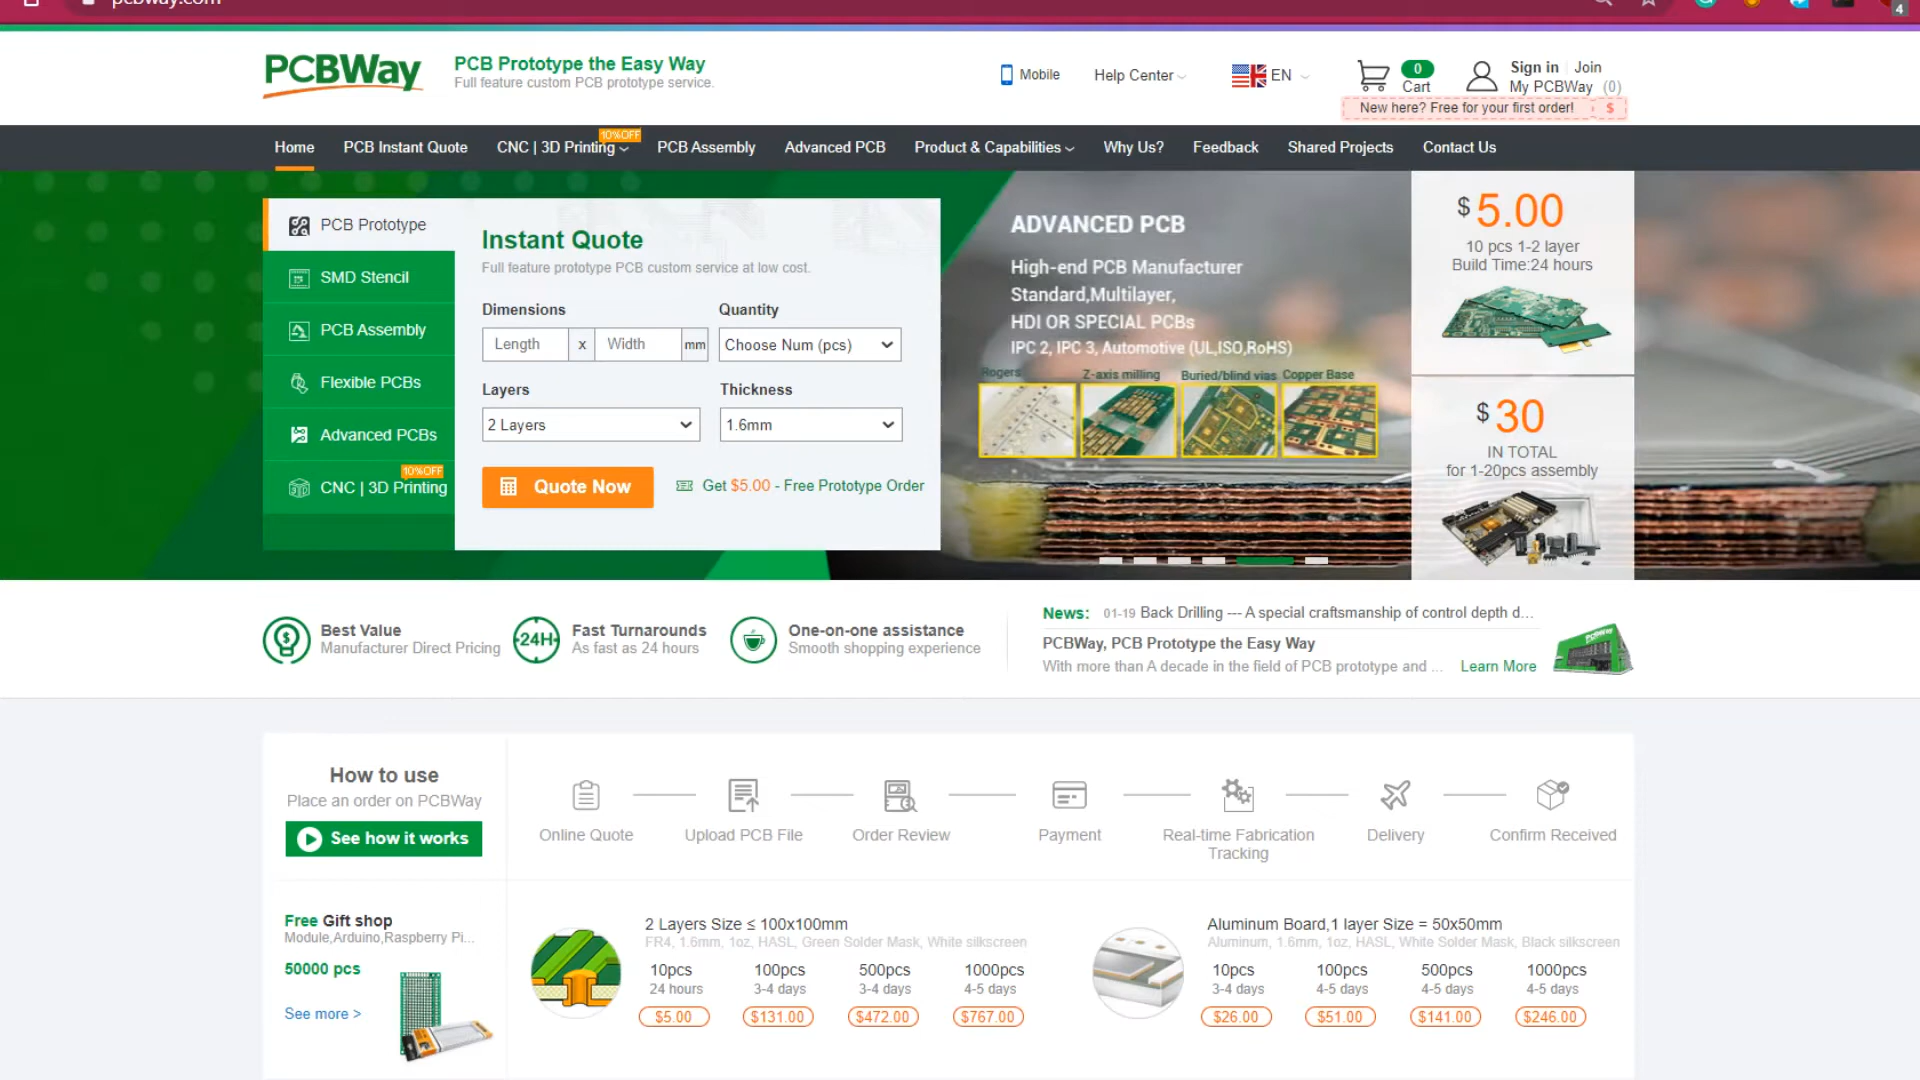 4
PCBWay
PCB Prototype the Easy Way
Full feature custom PCB prototype service.
Mobile
Help Center
EN
0
Cart
Sign in
Join
My PCBWay (0)
New here? Free for your first order! $
Home
PCB Instant Quote
CNC | 3D Printing
10%OFF
PCB Assembly
Advanced PCB
Product & Capabilities
Why Us?
Feedback
Shared Projects
Contact Us
PCB Prototype
SMD Stencil
PCB Assembly
Flexible PCBs
Advanced PCBs
10%OFF
CNC | 3D Printing
Instant Quote
Full feature prototype PCB custom service at low cost.
Dimensions
Quantity
Length x Width mm
Choose Num (pcs)
Layers
Thickness
2 Layers
1.6mm
Quote Now
Get $5.00 - Free Prototype Order
ADVANCED PCB
High-end PCB Manufacturer
Standard,Multilayer,
HDI OR SPECIAL PCBs
IPC 2, IPC 3, Automotive (UL,ISO,RoHS)
Rogers
Z-axis milling
Buried/blind vias
Copper Base
$ 5.00
10 pcs 1-2 layer
Build Time:24 hours
$ 30
IN TOTAL
for 1-20pcs assembly
Best Value
Manufacturer Direct Pricing
24H
Fast Turnarounds
As fast as 24 hours
One-on-one assistance
Smooth shopping experience
News: 01-19 Back Drilling --- A special craftsmanship of control depth d...
PCBWay, PCB Prototype the Easy Way
With more than A decade in the field of PCB prototype and ... Learn More
How to use
Place an order on PCBWay
See how it works
Online Quote
Upload PCB File
Order Review
Payment
Real-time Fabrication
Tracking
Delivery
Confirm Received
Free Gift shop
Module,Arduino,Raspberry Pi...
50000 pcs
See more >
2 Layers Size ≤ 100x100mm
FR4, 1.6mm, 1oz, HASL, Green Solder Mask, White silkscreen
10pcs 100pcs 500pcs 1000pcs
24 hours 3-4 days 3-4 days 4-5 days
$5.00 $131.00 $472.00 $767.00
Aluminum Board,1 layer Size = 50x50mm
Aluminum, 1.6mm, 1oz, HASL, White Solder Mask, Black silkscreen
10pcs 100pcs 500pcs 1000pcs
3-4 days 4-5 days 4-5 days 4-5 days
$26.00 $51.00 $141.00 $246.00